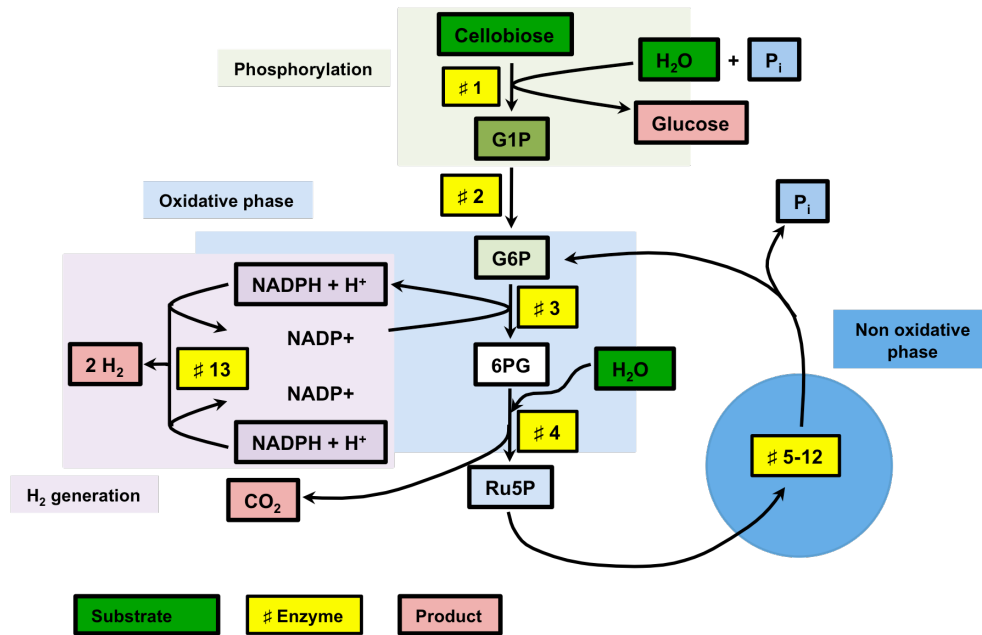 Cellobiose
H₂O + Pᵢ
Phosphorylation
♯ 1
Glucose
G1P
♯ 2
Oxidative phase
Pᵢ
G6P
NADPH + H⁺
♯ 3
NADP+
Non oxidative
phase
2 H₂
♯ 13
6PG
H₂O
NADP+
♯ 4
NADPH + H⁺
♯ 5-12
H₂ generation
CO₂
Ru5P
Substrate
♯ Enzyme
Product